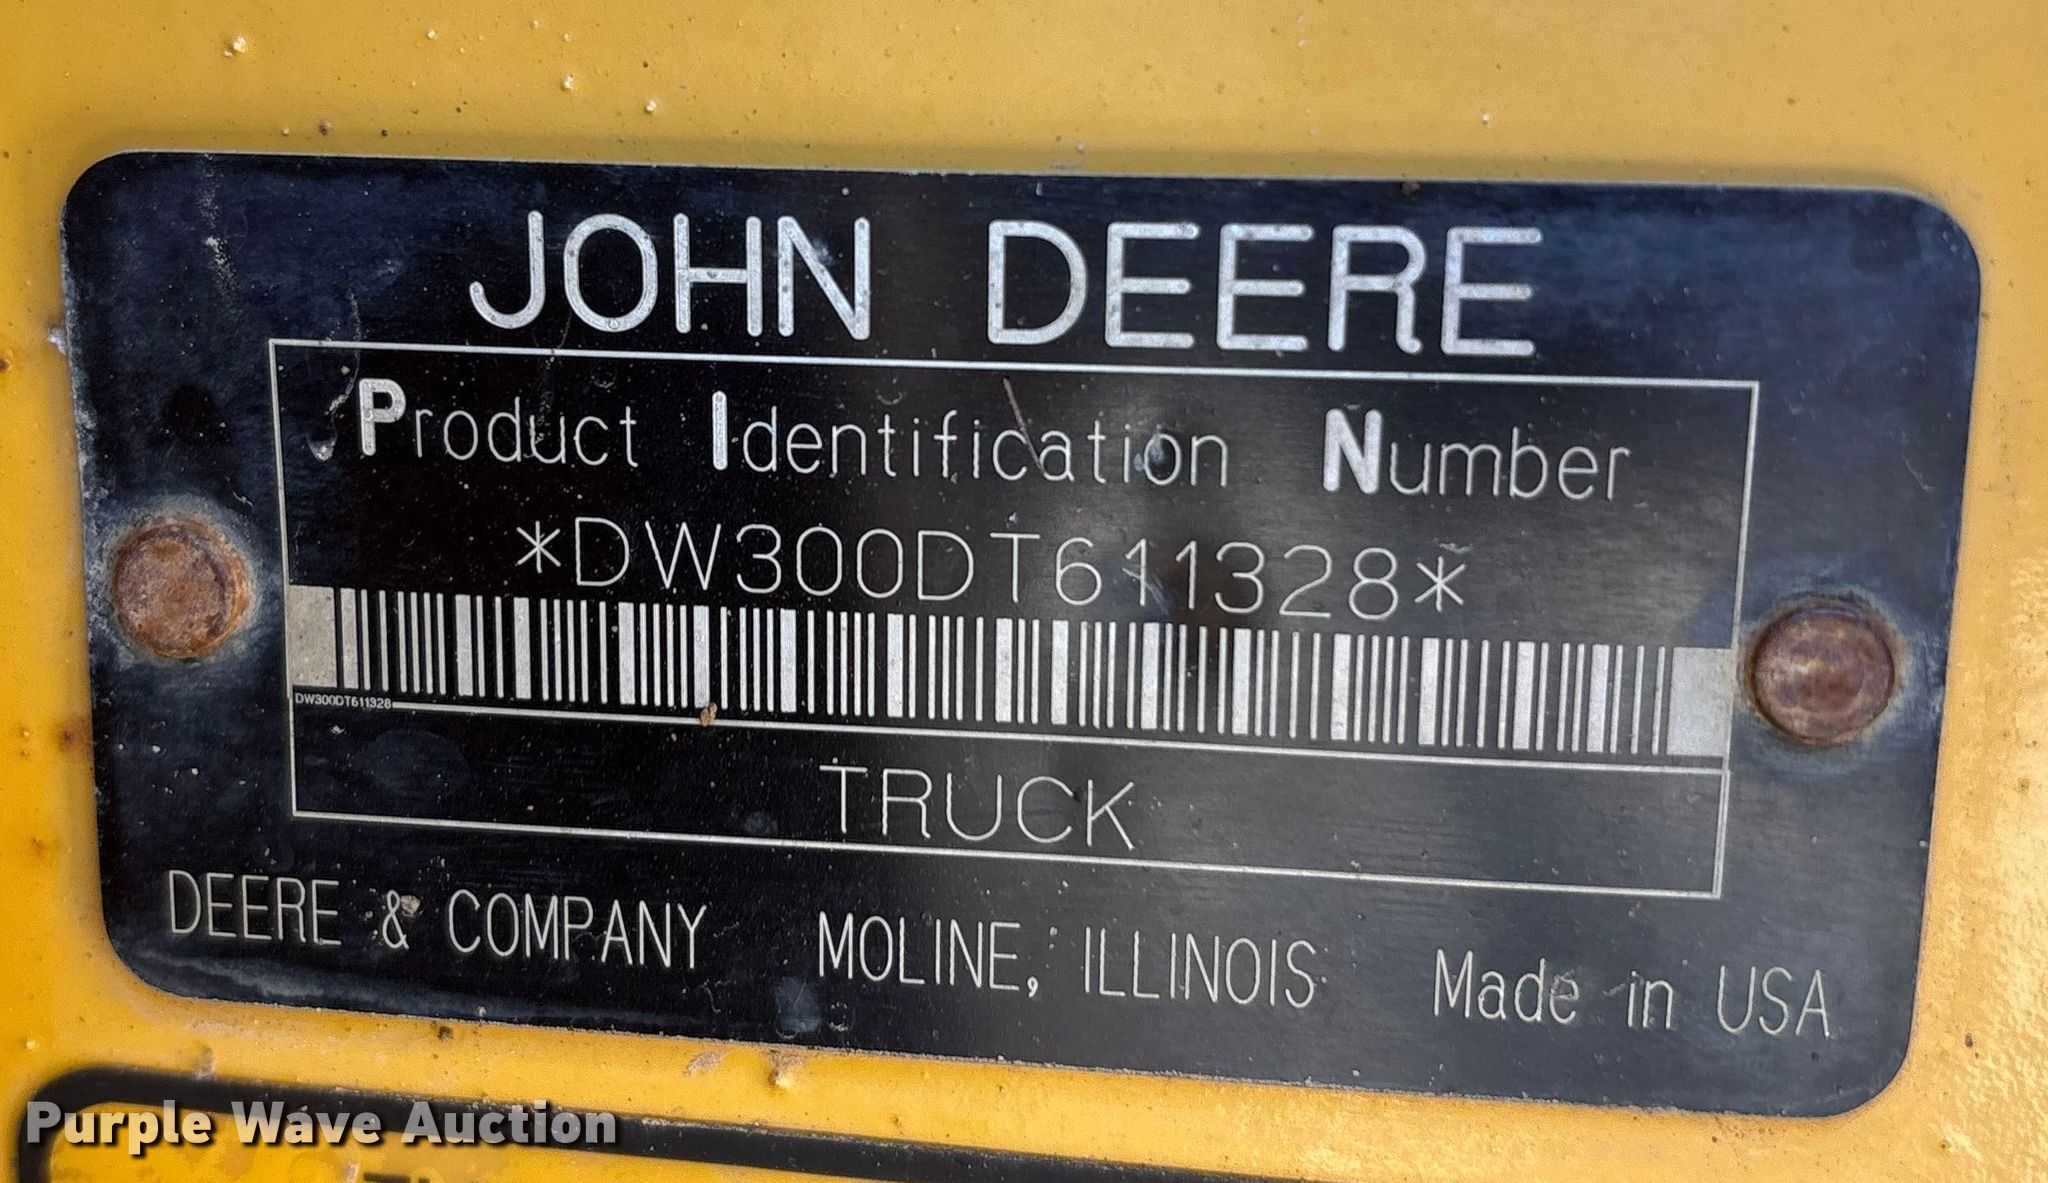 JOHN DEERE
Product Identification Number
*DW300DT611328*
DW300DT611328
TRUCK
DEERE & COMPANY MOLINE, ILLINOIS Made in USA
Purple Wave Auction